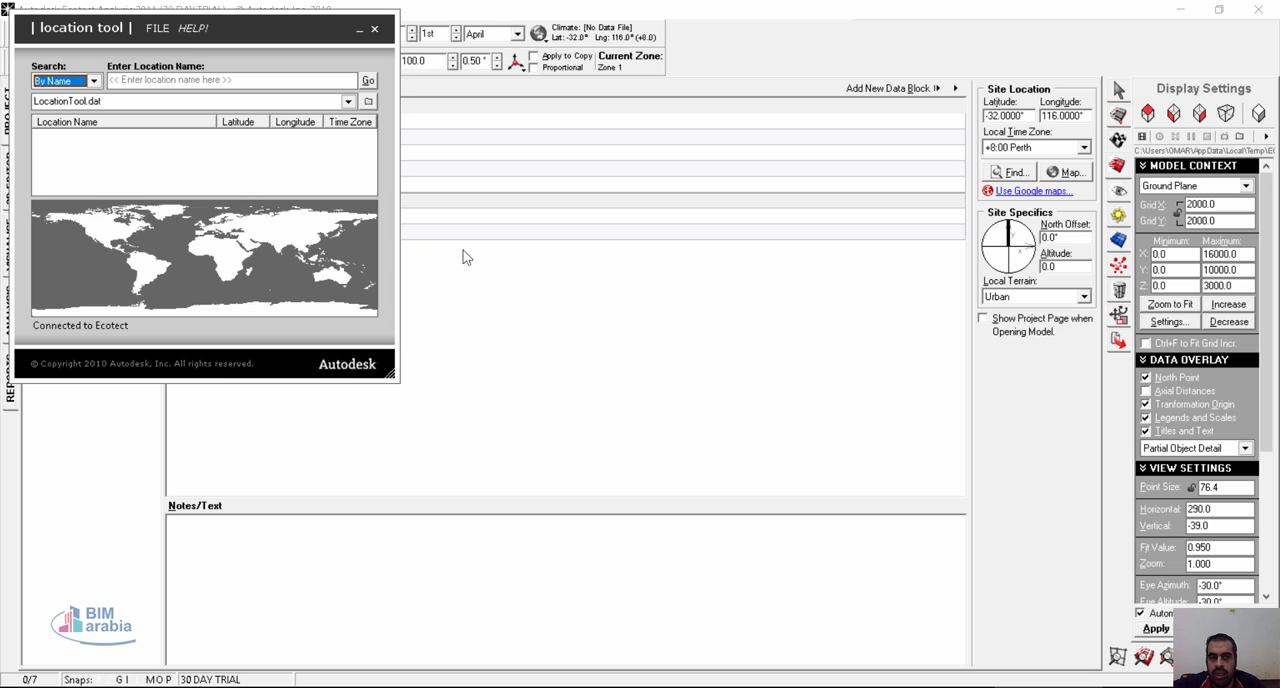 | location tool |
FILE
HELP!
Search:
Enter Location Name:
By Name
<< Enter location name here >>
Go
LocationTool.dat
Location Name
Latitude
Longitude
Time Zone
Connected to Ecotect
© Copyright 2010 Autodesk, Inc. All rights reserved.
Autodesk
1st
April
Climate: [No Data File]
Lat: -32.0° Lng: 116.0° (+8.0)
100.0
0.50 °
Apply to Copy
Proportional
Current Zone:
Zone 1
Add New Data Block
Site Location
Latitude:
Longitude:
-32.0000°
116.0000°
Local Time Zone:
+8:00 Perth
Find...
Map...
Use Google maps...
Site Specifics
North Offset:
0.0°
Altitude:
0.0
Local Terrain:
Urban
Show Project Page when
Opening Model.
Display Settings
C:\Users\OMAR\AppData\Local\Temp\E
MODEL CONTEXT
Ground Plane
Grid X:
2000.0
Grid Y:
2000.0
Minimum:
Maximum:
X:
0.0
16000.0
Y:
0.0
10000.0
Z:
0.0
3000.0
Zoom to Fit
Increase
Settings...
Decrease
Ctrl+F to Fit Grid Incr.
DATA OVERLAY
North Point
Axial Distances
Tranformation Origin
Legends and Scales
Titles and Text
Partial Object Detail
VIEW SETTINGS
Point Size:
76.4
Horizontal:
290.0
Vertical:
-39.0
Fit Value:
0.950
Zoom:
1.000
Eye Azimuth:
-30.0°
Apply
Notes/Text
BIM
arabia
0/7
Snaps:
G I
M O P
30 DAY TRIAL